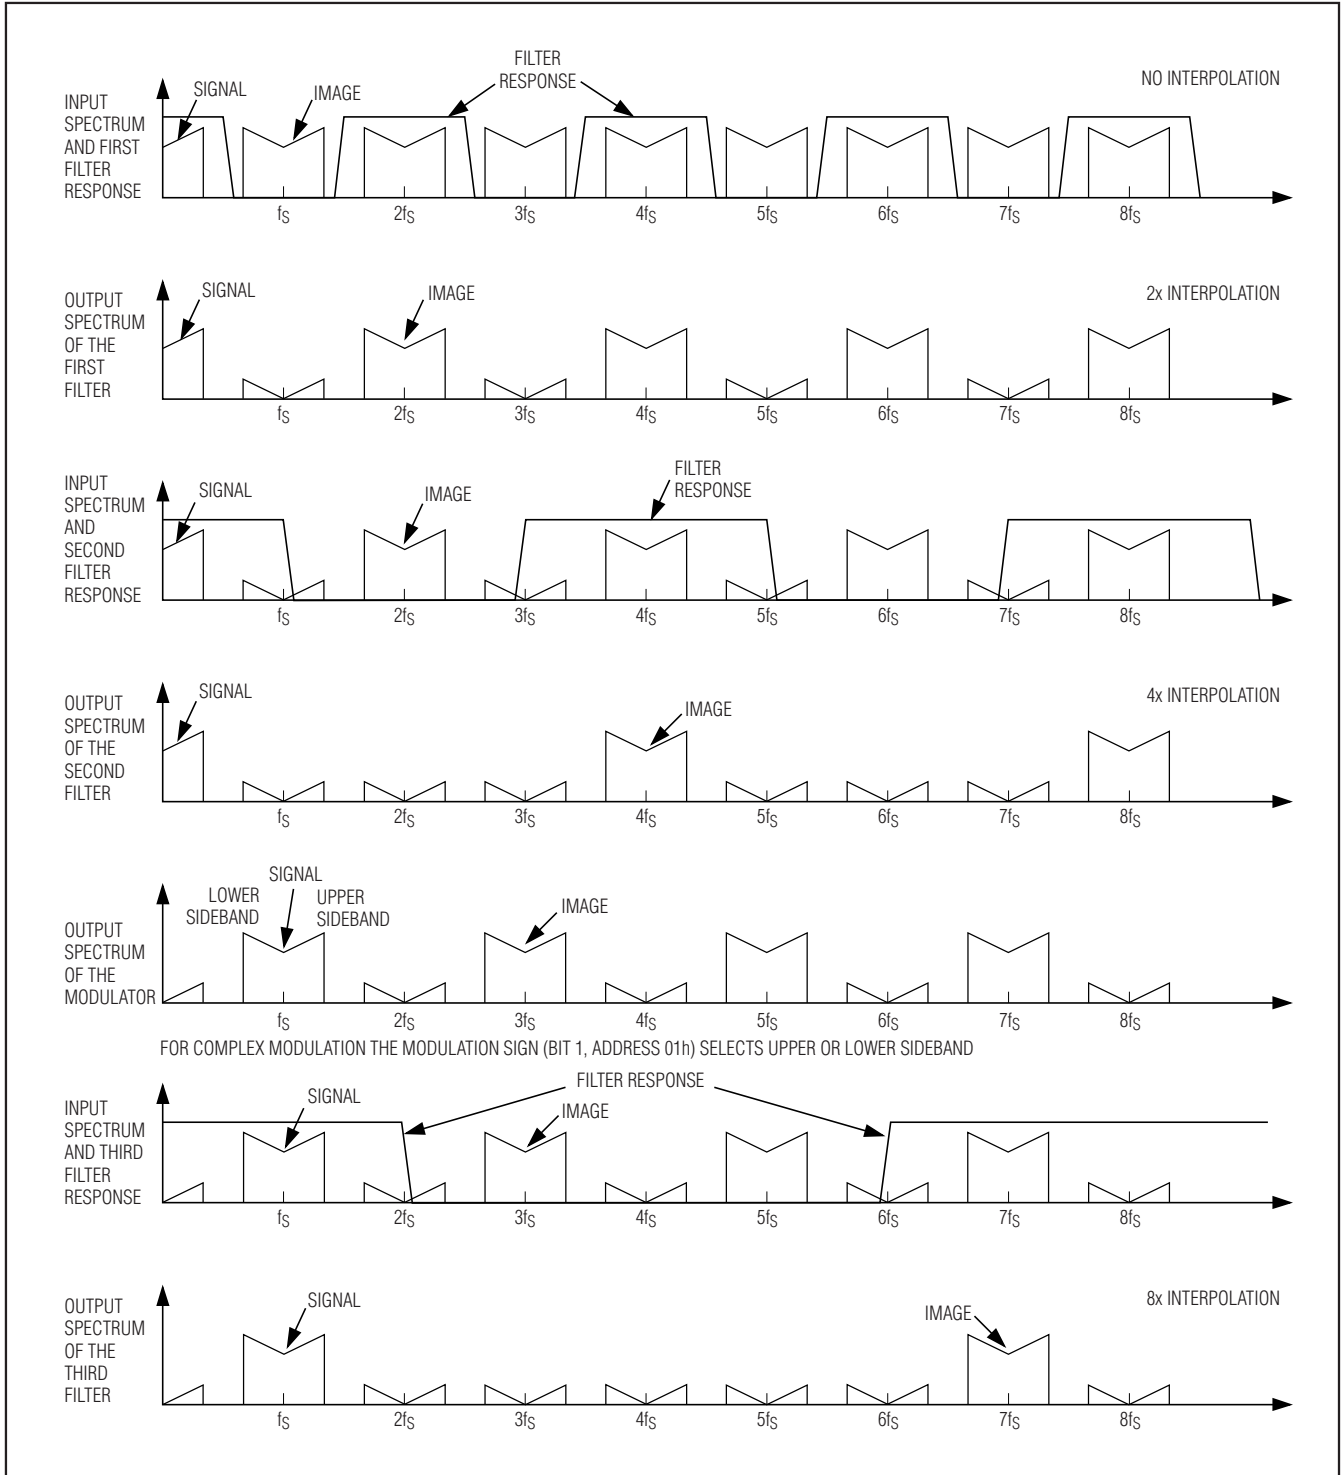 FILTER
RESPONSE
NO INTERPOLATION
SIGNAL
IMAGE
INPUT
SPECTRUM
AND FIRST
FILTER
RESPONSE
fS 2fS 3fS 4fS 5fS 6fS 7fS 8fS
SIGNAL
IMAGE
2x INTERPOLATION
OUTPUT
SPECTRUM
OF THE
FIRST
FILTER
fS 2fS 3fS 4fS 5fS 6fS 7fS 8fS
FILTER
RESPONSE
SIGNAL
IMAGE
INPUT
SPECTRUM
AND
SECOND
FILTER
RESPONSE
fS 2fS 3fS 4fS 5fS 6fS 7fS 8fS
SIGNAL
IMAGE
4x INTERPOLATION
OUTPUT
SPECTRUM
OF THE
SECOND
FILTER
fS 2fS 3fS 4fS 5fS 6fS 7fS 8fS
SIGNAL
LOWER
SIDEBAND
UPPER
SIDEBAND
IMAGE
OUTPUT
SPECTRUM
OF THE
MODULATOR
fS 2fS 3fS 4fS 5fS 6fS 7fS 8fS
FOR COMPLEX MODULATION THE MODULATION SIGN (BIT 1, ADDRESS 01h) SELECTS UPPER OR LOWER SIDEBAND
FILTER RESPONSE
SIGNAL
IMAGE
INPUT
SPECTRUM
AND THIRD
FILTER
RESPONSE
fS 2fS 3fS 4fS 5fS 6fS 7fS 8fS
SIGNAL
IMAGE
8x INTERPOLATION
OUTPUT
SPECTRUM
OF THE
THIRD
FILTER
fS 2fS 3fS 4fS 5fS 6fS 7fS 8fS